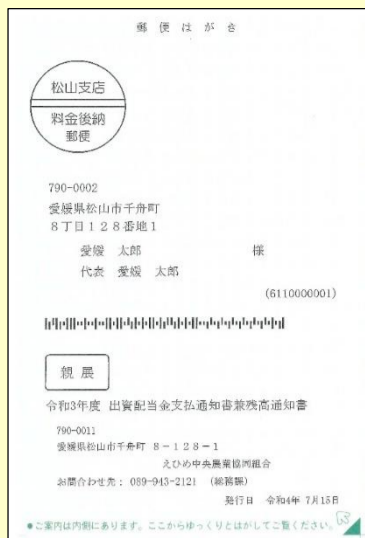 郵便はがき
松山支店
料金後納
郵便
790-0002
愛媛県松山市千舟町
8丁目128番地1
愛媛 太郎 様
代表 愛媛 太郎
(6110000001)
親展
令和3年度 出資配当金支払通知書兼残高通知書
790-0011
愛媛県松山市千舟町 8-128-1
えひめ中央農業協同組合
お問合わせ先: 089-943-2121 (総務課)
発行日 令和4年 7月15日
●ご案内は内側にあります。ここからゆっくりとはがしてご覧ください。